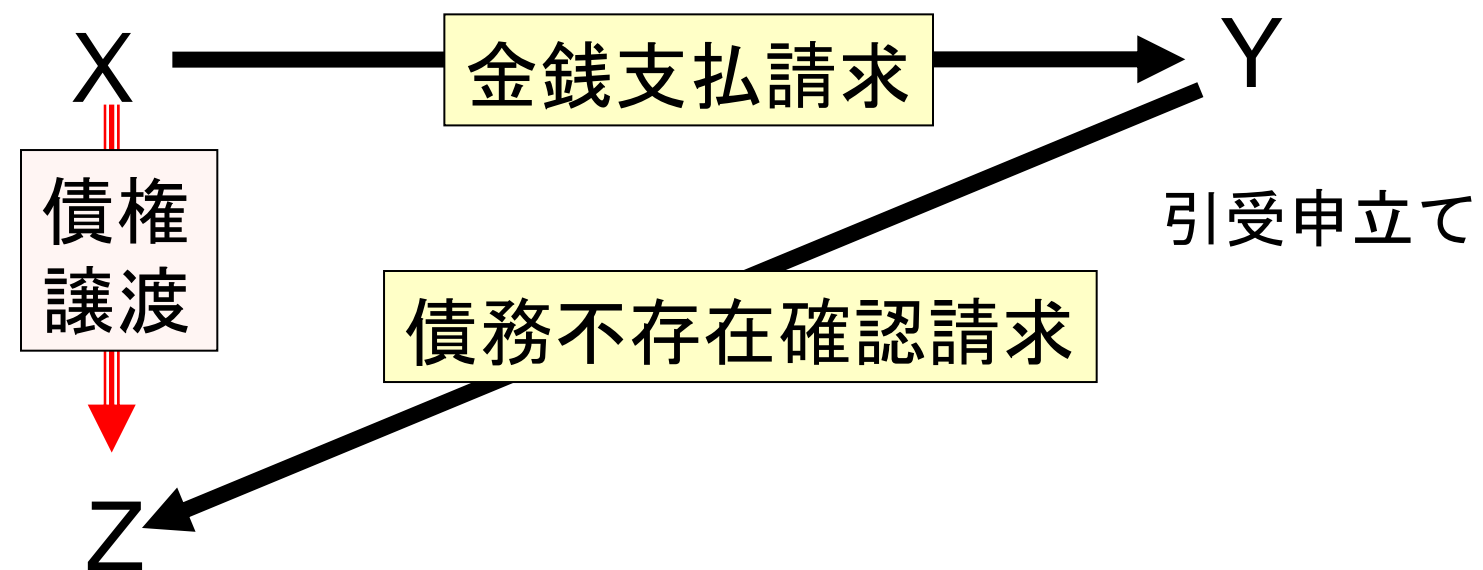 X
金銭支払請求
Y
債権
譲渡
引受申立て
債務不存在確認請求
Z